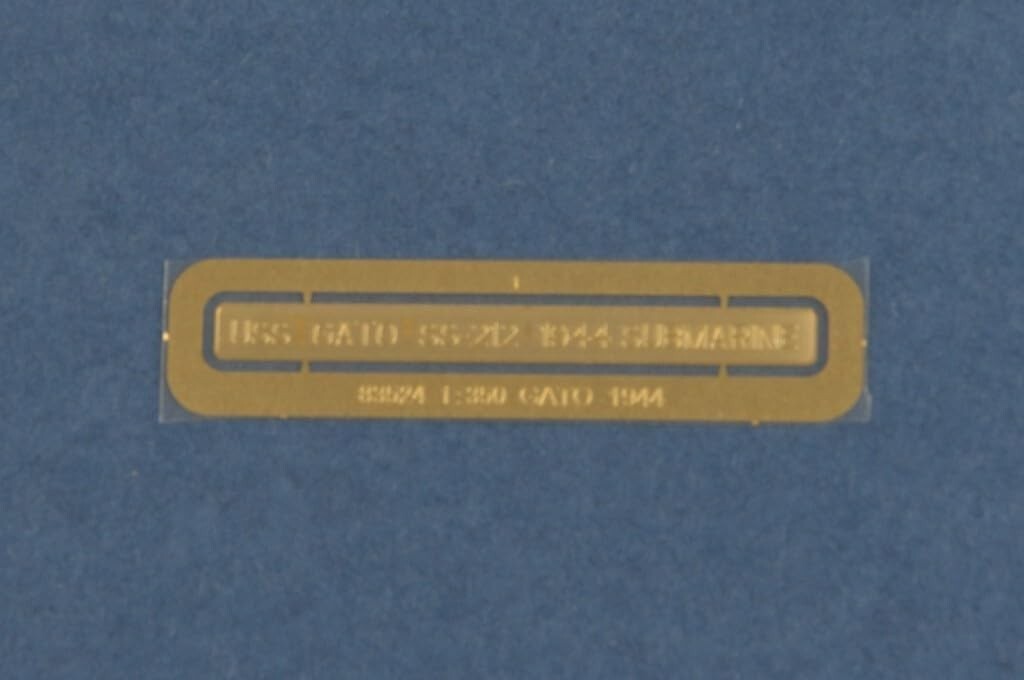 USS GATO SS-212 1944 SUBMARINE
83524 1:350 GATO 1944